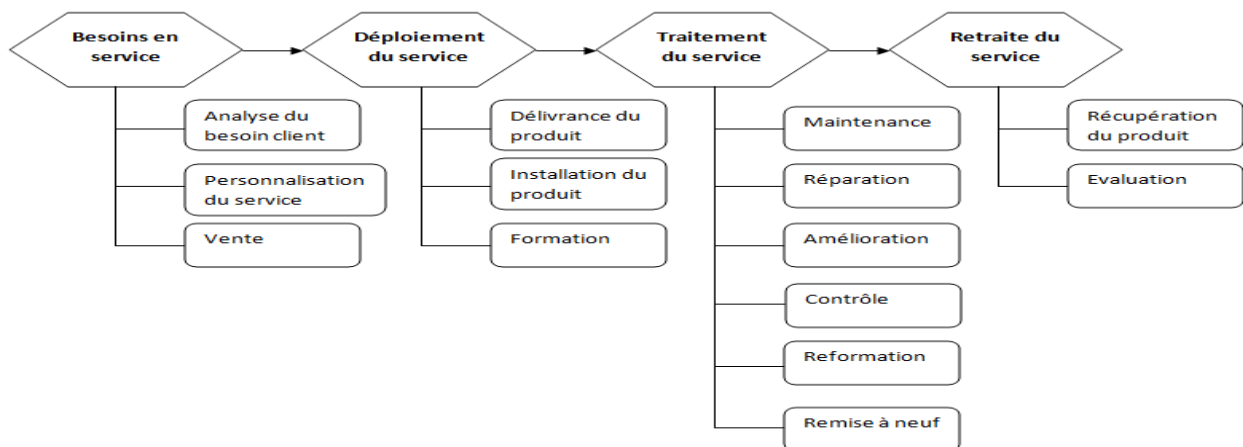 Besoins en
service
Déploiement
du service
Traitement
du service
Retraite du
service
Analyse du
besoin client
Personnalisation
du service
Vente
Délivrance du
produit
Installation du
produit
Formation
Maintenance
Réparation
Amélioration
Contrôle
Reformation
Remise à neuf
Récupération
du produit
Evaluation